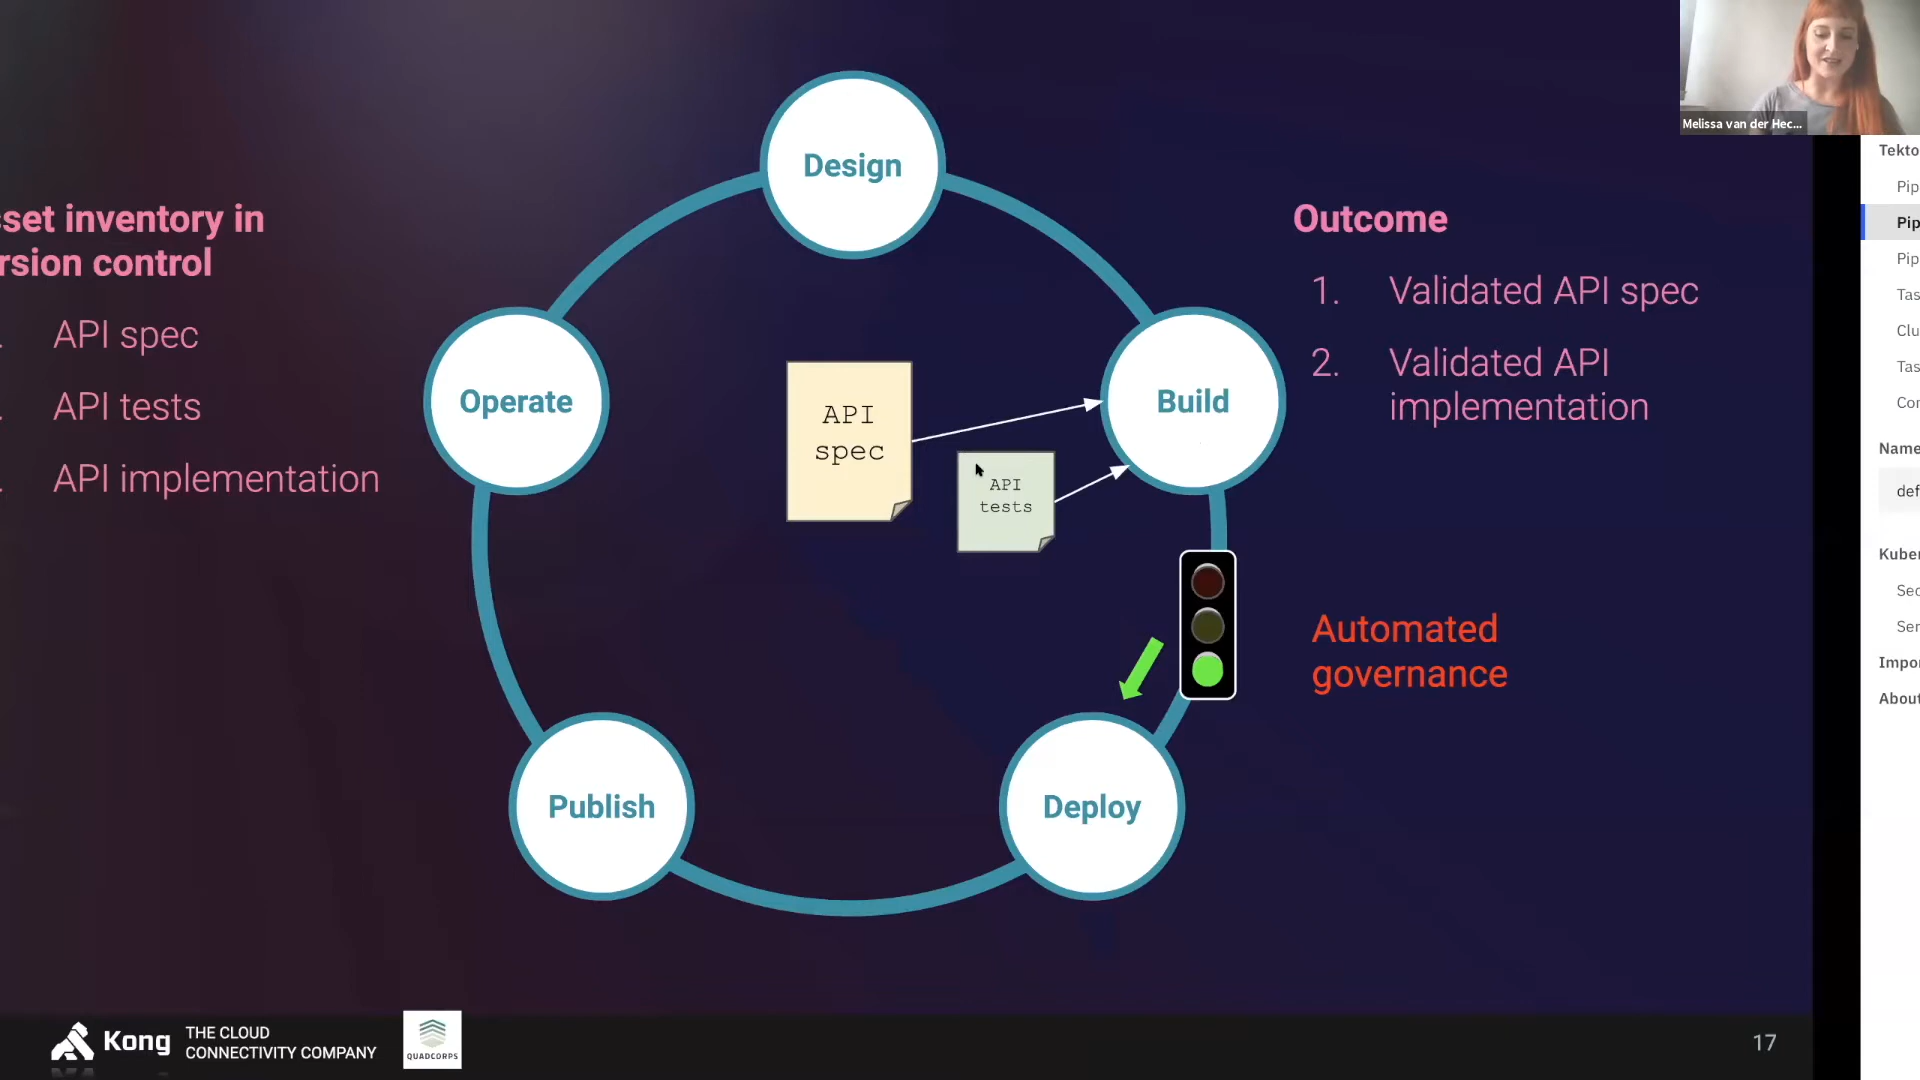 Melissa van der Hec...
Design
sset inventory in
rsion control
API spec
API tests
API implementation
Operate
API
spec
API
tests
Build
Outcome
1. Validated API spec
2. Validated API
implementation
Automated
governance
Publish
Deploy
Kong
THE CLOUD
CONNECTIVITY COMPANY
QUADCORPS
17
Tekto
Pip
Pip
Pip
Tas
Clu
Tas
Cor
Name
def
Kuber
Sec
Ser
Impor
About